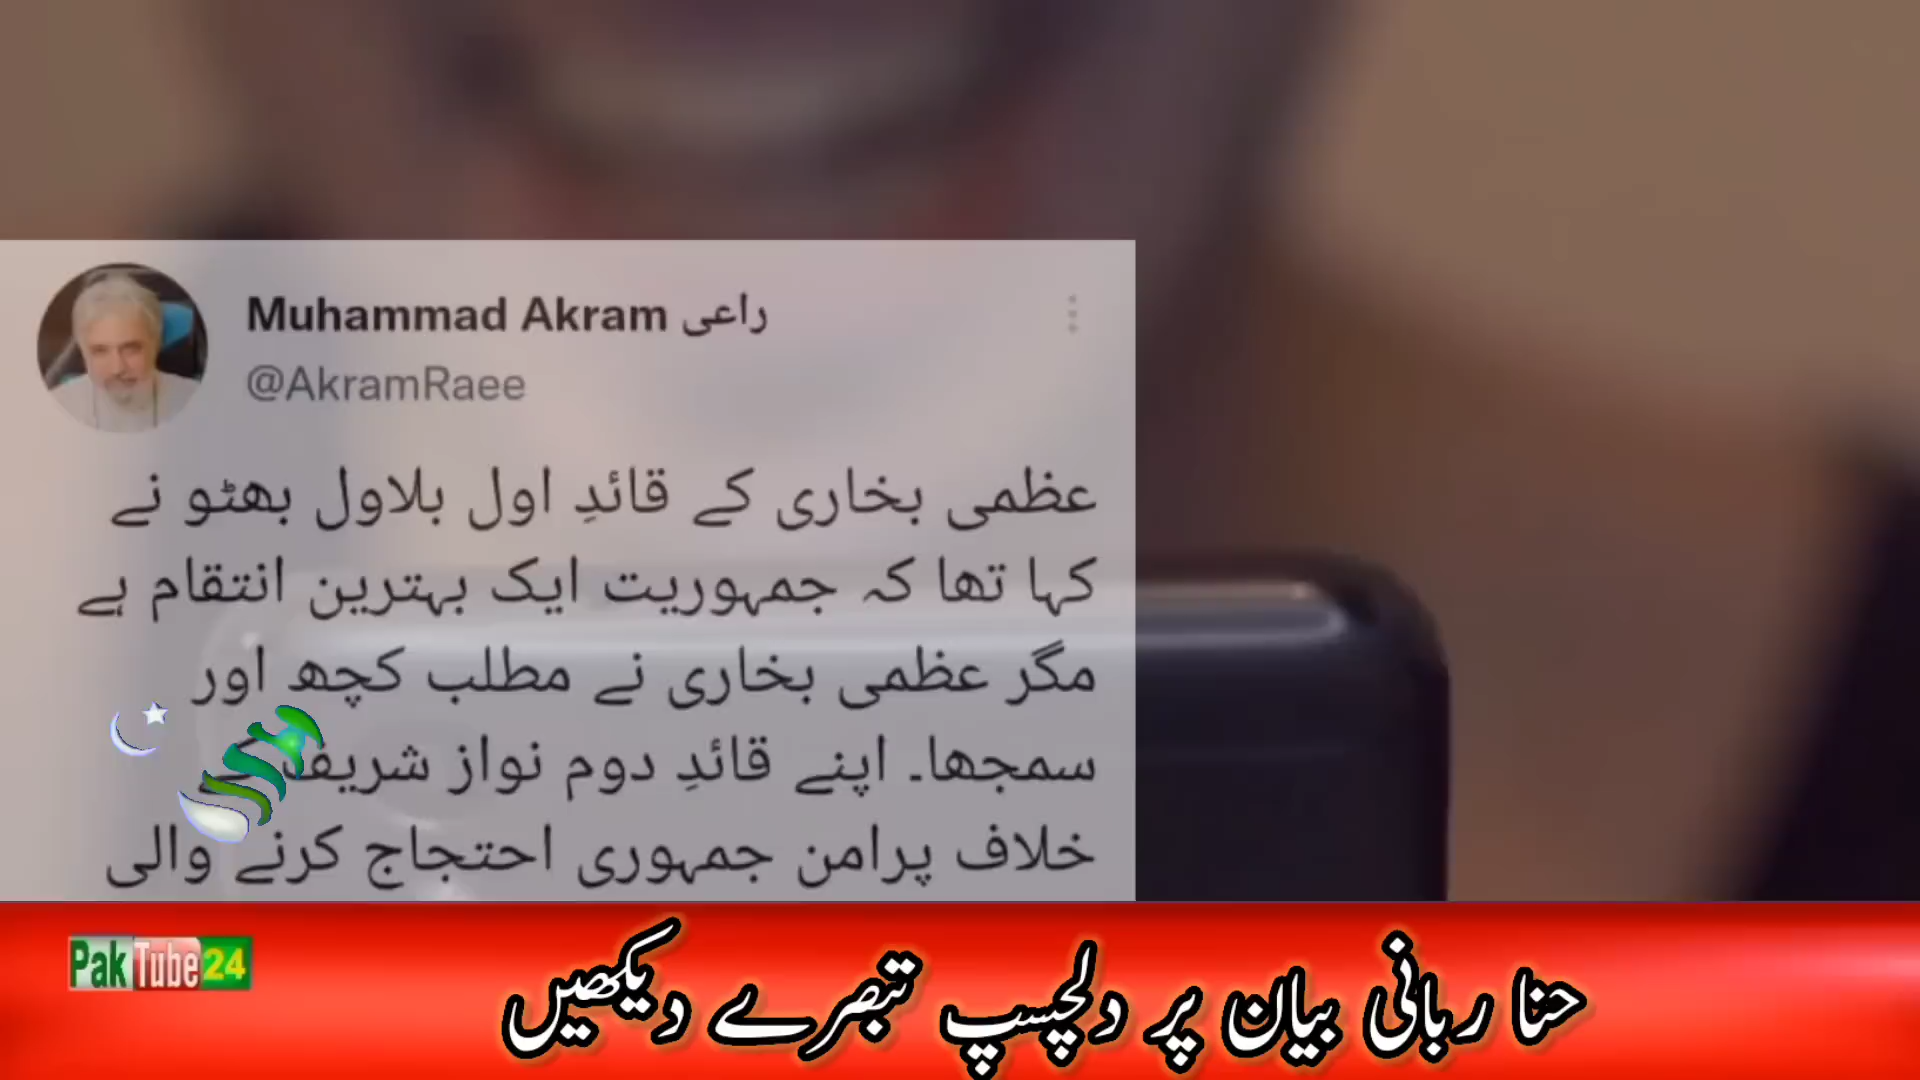 Muhammad Akram راعی
@AkramRaee
عظمی بخاری کے قائدِ اول بلاول بھٹو نے
کہا تھا کہ جمہوریت ایک بہترین انتقام ہے
مگر عظمی بخاری نے مطلب کچھ اور
سمجھا۔ اپنے قائدِ دوم نواز شریف کے
خلاف پرامن جمہوری احتجاج کرنے والی
PakTube24
حنا ربانی بیان پر دلچسپ تبصرے دیکھیں